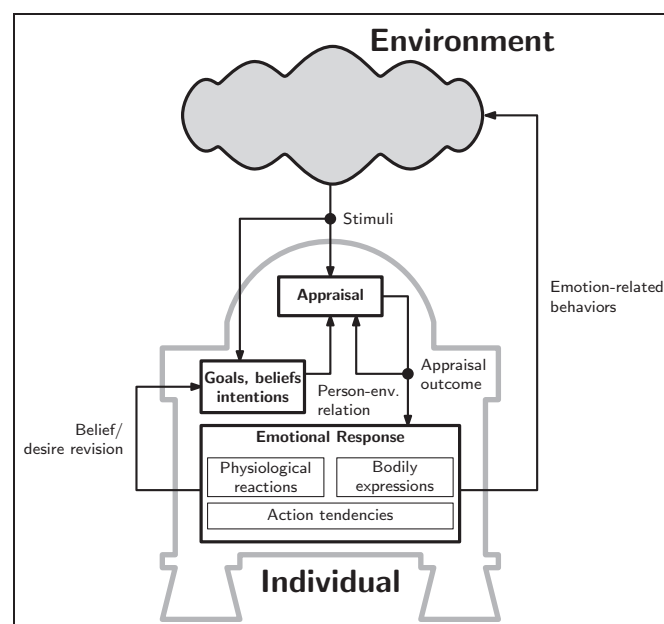 Environment
Stimuli
Appraisal
Emotion-related
behaviors
Appraisal
outcome
Goals, beliefs
intentions
Person-env.
relation
Belief/
desire revision
Emotional Response
Physiological
reactions
Bodily
expressions
Action tendencies
Individual